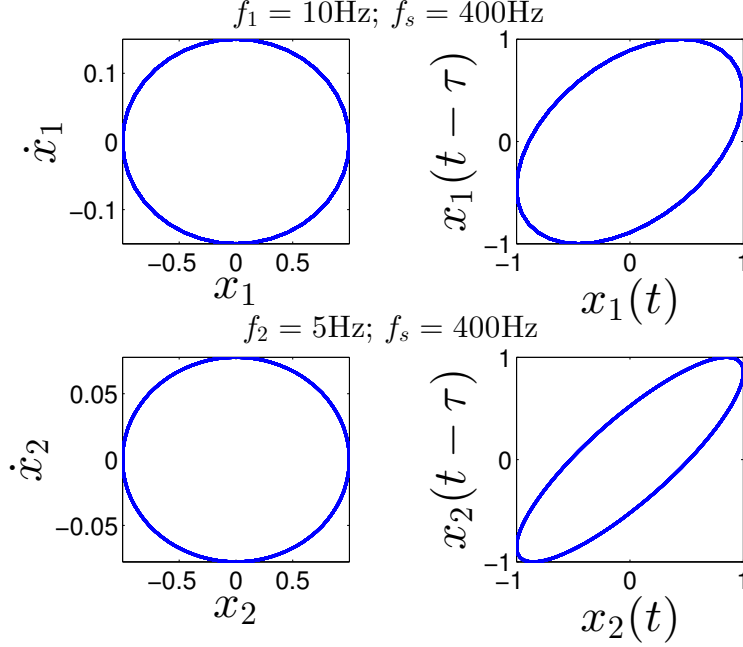 f₁ = 10Hz; fₛ = 400Hz
0.1
0
−0.1
ẋ₁
−0.5 0 0.5
x₁
1
0
−1
x₁(t − τ)
−1 0 1
x₁(t)
f₂ = 5Hz; fₛ = 400Hz
0.05
0
−0.05
ẋ₂
−0.5 0 0.5
x₂
1
0
−1
x₂(t − τ)
−1 0 1
x₂(t)